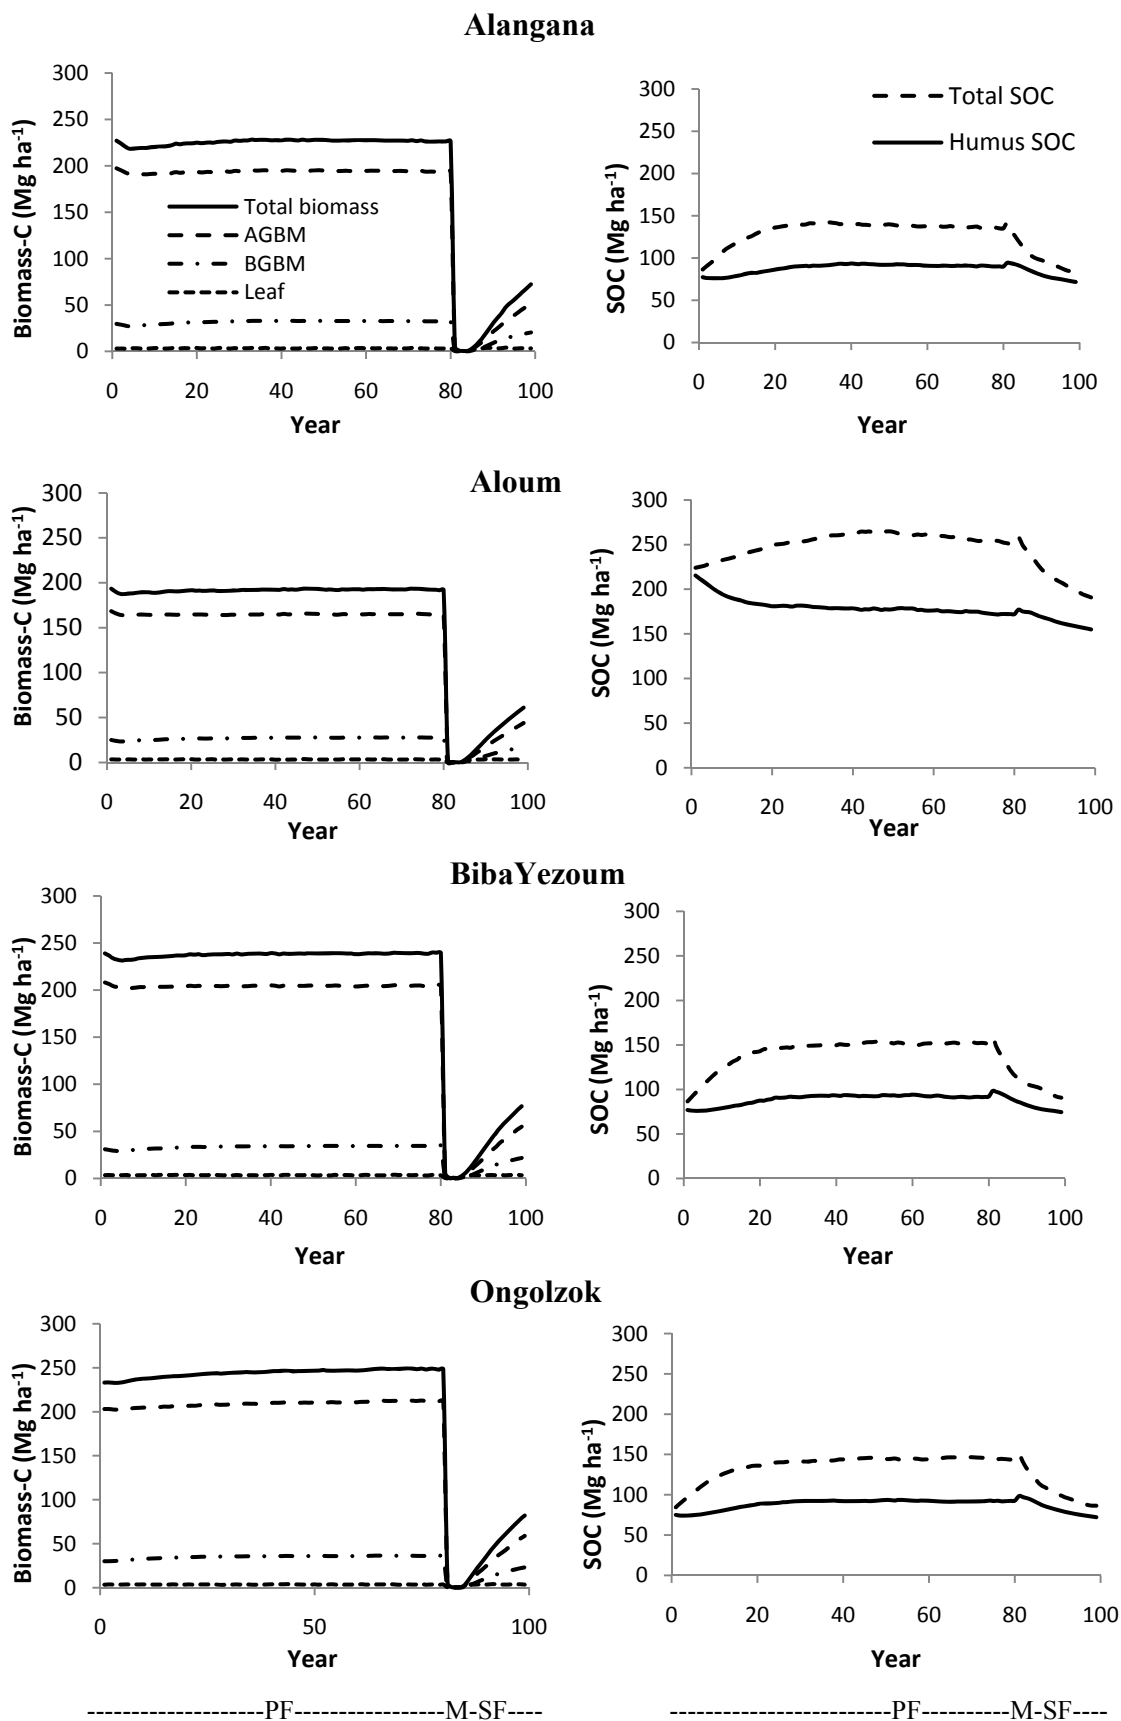 Alangana
300
250
200
150
100
50
0
0 20 40 60 80 100
Biomass-C (Mg ha-1)
Year
Total biomass
AGBM
BGBM
Leaf
300
250
200
150
100
50
0
0 20 40 60 80 100
SOC (Mg ha-1)
Year
Total SOC
Humus SOC
Aloum
300
250
200
150
100
50
0
0 20 40 60 80 100
Biomass-C (Mg ha-1)
Year
300
250
200
150
100
50
0
0 20 40 60 80 100
SOC (Mg ha-1)
Year
BibaYezoum
300
250
200
150
100
50
0
0 20 40 60 80 100
Biomass-C (Mg ha-1)
Year
300
250
200
150
100
50
0
0 20 40 60 80 100
SOC (Mg ha-1)
Year
Ongolzok
300
250
200
150
100
50
0
0 50 100
Biomass-C (Mg ha-1)
Year
300
250
200
150
100
50
0
0 20 40 60 80 100
SOC (Mg ha-1)
Year
--------------------PF-----------------M-SF----
-------------------------PF----------M-SF----